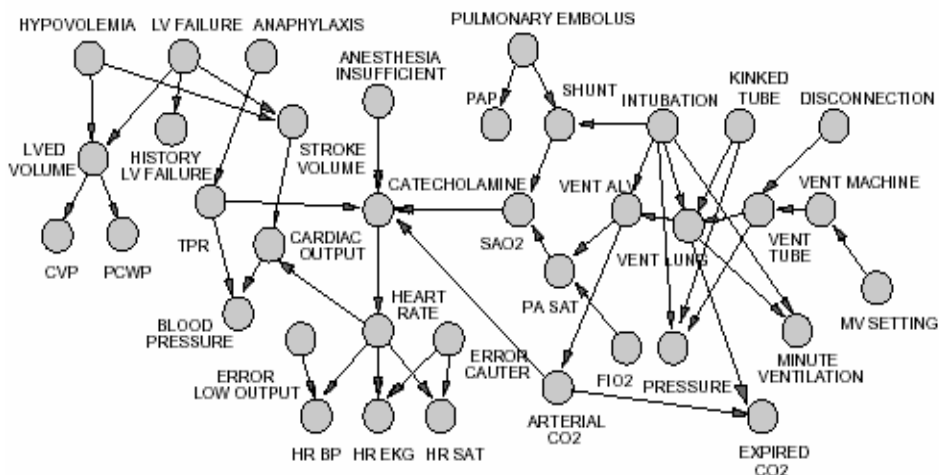 HYPOVOLEMIA
LV FAILURE
ANAPHYLAXIS
PULMONARY EMBOLUS
ANESTHESIA
INSUFFICIENT
PAP
SHUNT
INTUBATION
KINKED
TUBE
DISCONNECTION
LVED
VOLUME
HISTORY
LV FAILURE
STROKE
VOLUME
CATECHOLAMINE
VENT ALV
VENT MACHINE
TPR
CARDIAC
OUTPUT
SAO2
VENT LUNG
VENT
TUBE
CVP
PCWP
PA SAT
BLOOD
PRESSURE
HEART
RATE
MV SETTING
ERROR
LOW OUTPUT
ERROR
CAUTER
FIO2
PRESSURE
MINUTE
VENTILATION
HR BP
HR EKG
HR SAT
ARTERIAL
CO2
EXPIRED
CO2